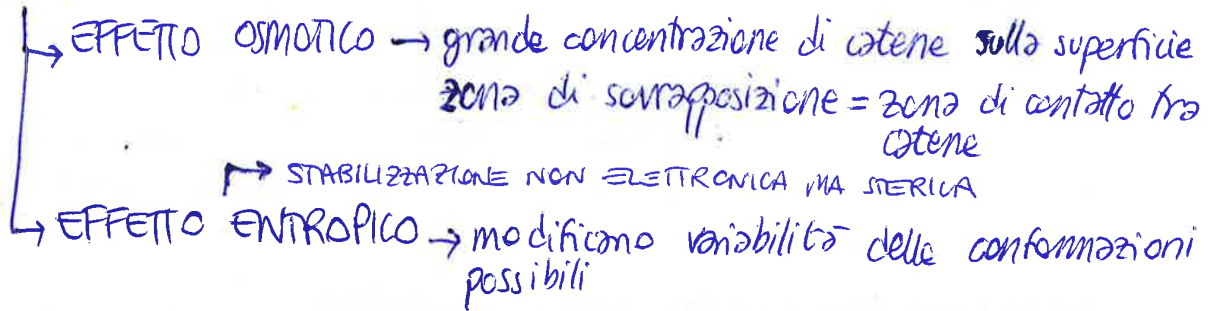 → EFFETTO OSMOTICO → grande concentrazione di catene sulla superficie
zona di sovrapposizione = zona di contatto tra
catene
→ STABILIZZAZIONE NON ELETTRONICA MA STERICA
→ EFFETTO ENTROPICO → modificano variabilità delle conformazioni
possibili